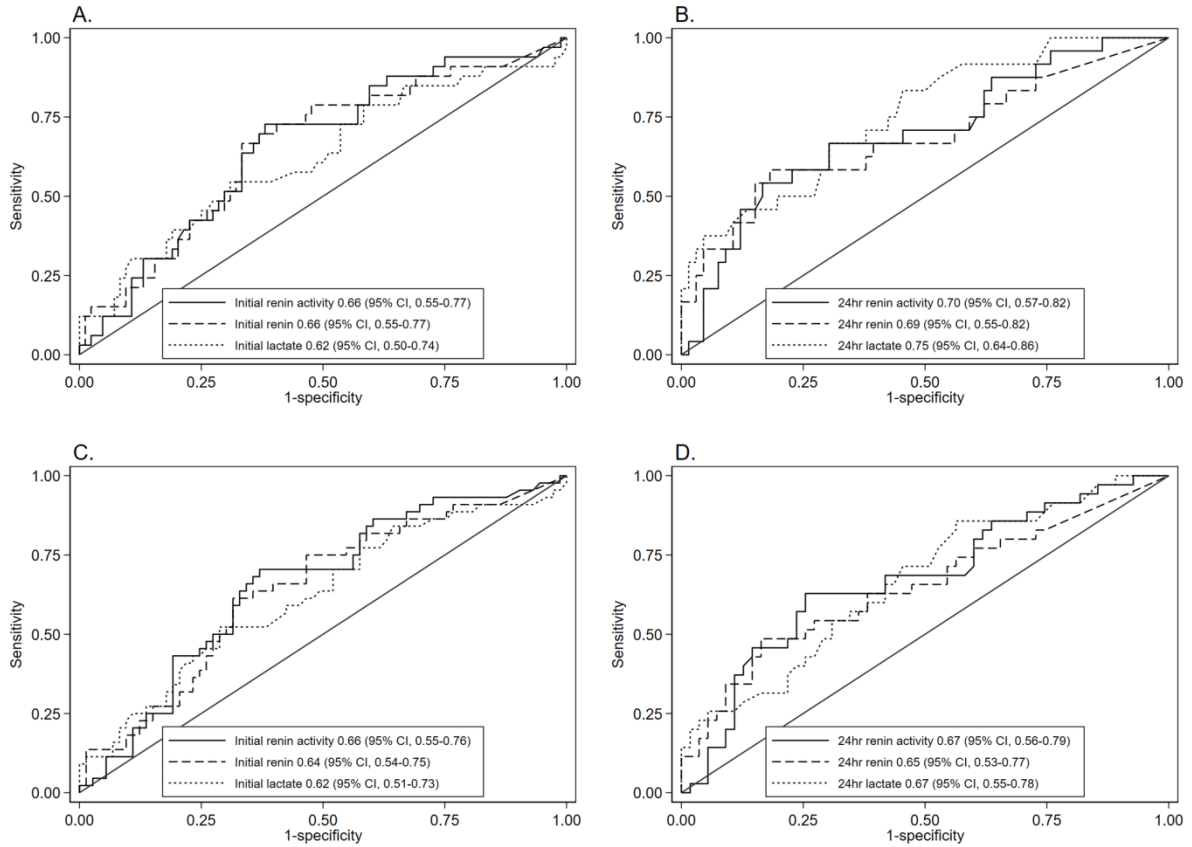 A.
1.00
0.75
0.50
0.25
0.00
Sensitivity
Initial renin activity 0.66 (95% CI, 0.55-0.77)
Initial renin 0.66 (95% CI, 0.55-0.77)
Initial lactate 0.62 (95% CI, 0.50-0.74)
0.00 0.25 0.50 0.75 1.00
1-specificity
B.
1.00
0.75
0.50
0.25
0.00
Sensitivity
24hr renin activity 0.70 (95% CI, 0.57-0.82)
24hr renin 0.69 (95% CI, 0.55-0.82)
24hr lactate 0.75 (95% CI, 0.64-0.86)
0.00 0.25 0.50 0.75 1.00
1-specificity
C.
1.00
0.75
0.50
0.25
0.00
Sensitivity
Initial renin activity 0.66 (95% CI, 0.55-0.76)
Initial renin 0.64 (95% CI, 0.54-0.75)
Initial lactate 0.62 (95% CI, 0.51-0.73)
0.00 0.25 0.50 0.75 1.00
1-specificity
D.
1.00
0.75
0.50
0.25
0.00
Sensitivity
24hr renin activity 0.67 (95% CI, 0.56-0.79)
24hr renin 0.65 (95% CI, 0.53-0.77)
24hr lactate 0.67 (95% CI, 0.55-0.78)
0.00 0.25 0.50 0.75 1.00
1-specificity